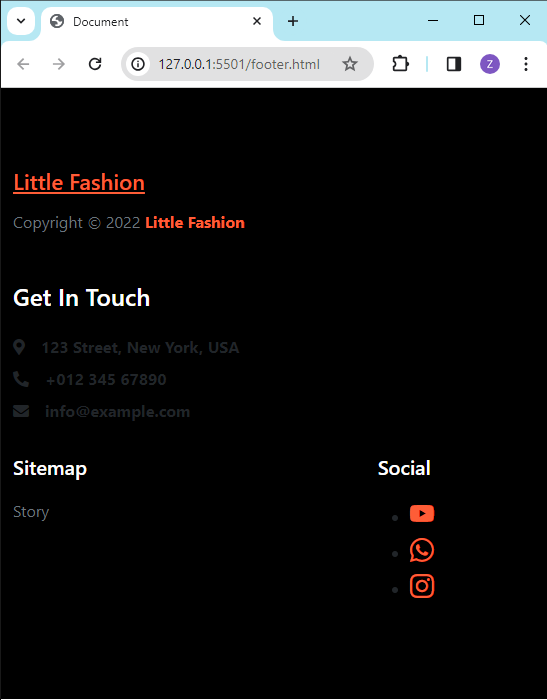 Document
127.0.0.1:5501/footer.html
Z
Little Fashion
Copyright © 2022 Little Fashion
Get In Touch
123 Street, New York, USA
+012 345 67890
info@example.com
Sitemap
Social
Story